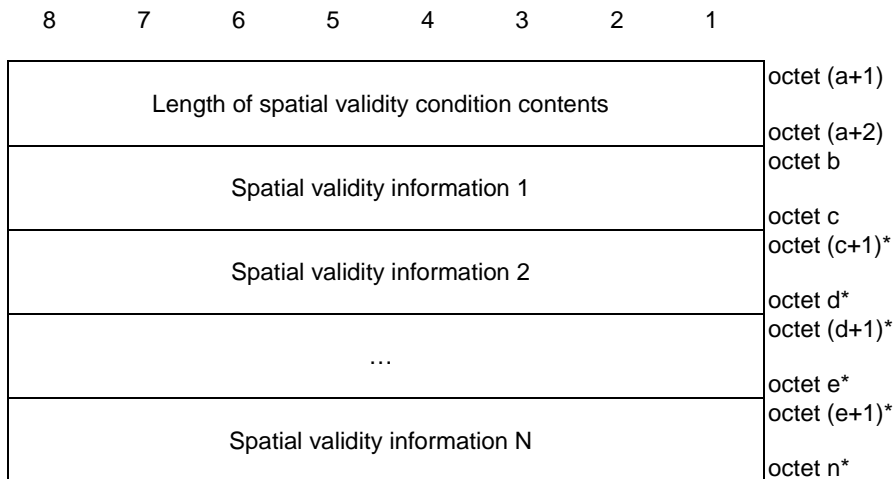 8 7 6 5 4 3 2 1
octet (a+1)
Length of spatial validity condition contents
octet (a+2)
octet b
Spatial validity information 1
octet c
octet (c+1)*
Spatial validity information 2
octet d*
octet (d+1)*
…
octet e*
octet (e+1)*
Spatial validity information N
octet n*